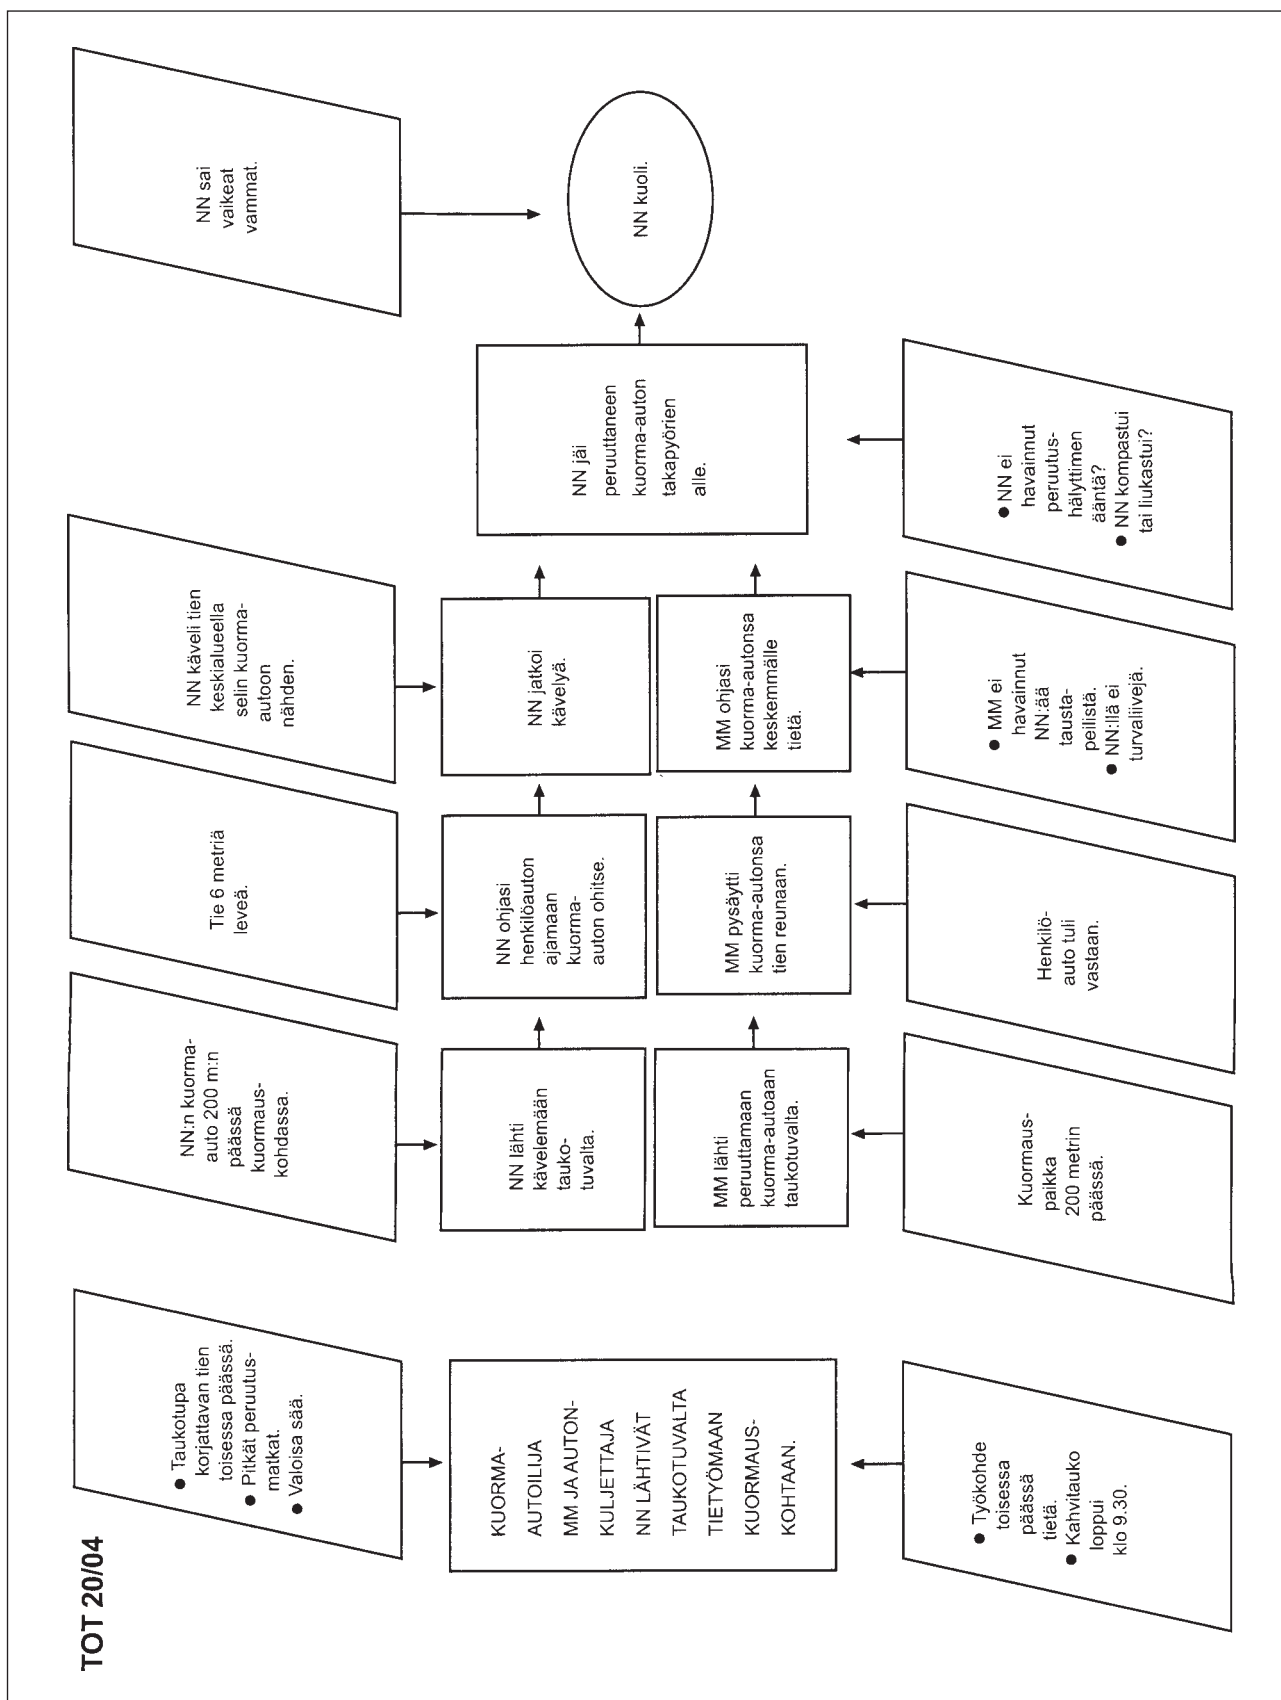 TOT 20/04
● Taukotupa
korjattavan tien
toisessa päässä.
● Pitkät peruutus-
matkat.
● Valoisa sää.
KUORMA-
AUTOILIJA
MM JA AUTON-
KULJETTAJA
NN LÄHTIVÄT
TAUKOTUVALTA
TIETYÖMAAN
KUORMAUS-
KOHTAAN.
● Työkohde
toisessa
päässä
tietä.
● Kahvitauko
loppui
klo 9.30.
NN:n kuorma-
auto 200 m:n
päässä
kuormaus-
kohdassa.
NN lähti
kävelemään
tauko-
tuvalta.
MM lähti
peruuttamaan
kuorma-autoaan
taukotuvalta.
Kuormaus-
paikka
200 metrin
päässä.
Tie 6 metriä
leveä.
NN ohjasi
henkilöauton
ajamaan
kuorma-
auton ohitse.
MM pysäytti
kuorma-autonsa
tien reunaan.
Henkilö-
auto tuli
vastaan.
NN käveli tien
keskialueella
selin kuorma-
autoon
nähden.
NN jatkoi
kävelyä.
MM ohjasi
kuorma-autonsa
keskemmälle
tietä.
● MM ei
havainnut
NN:ää
tausta-
peilistä.
● NN:llä ei
turvaliivejä.
NN jäi
peruuttaneen
kuorma-auton
takapyörien
alle.
● NN ei
havainnut
peruutus-
hälyttimen
ääntä?
● NN kompastui
tai liukastui?
NN sai
vaikeat
vammat.
NN kuoli.